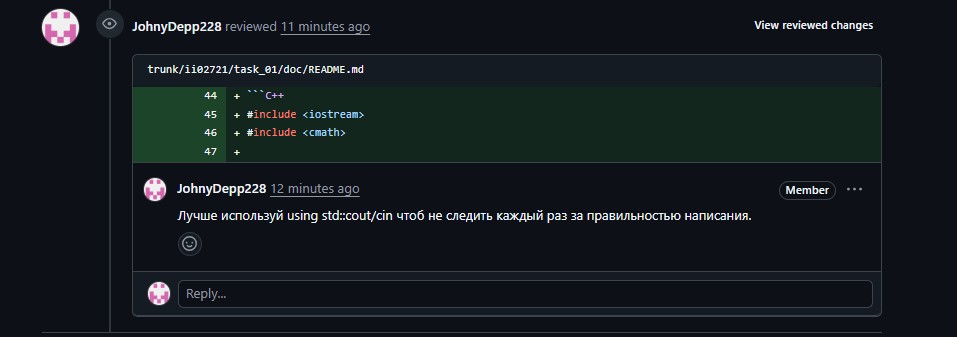 JohnyDepp228 reviewed 11 minutes ago
View reviewed changes
trunk/ii02721/task_01/doc/README.md
44 + ```C++
45 + #include <iostream>
46 + #include <cmath>
47 +
JohnyDepp228 12 minutes ago
Member
Лучше используй using std::cout/cin чтоб не следить каждый раз за правильностью написания.
Reply...